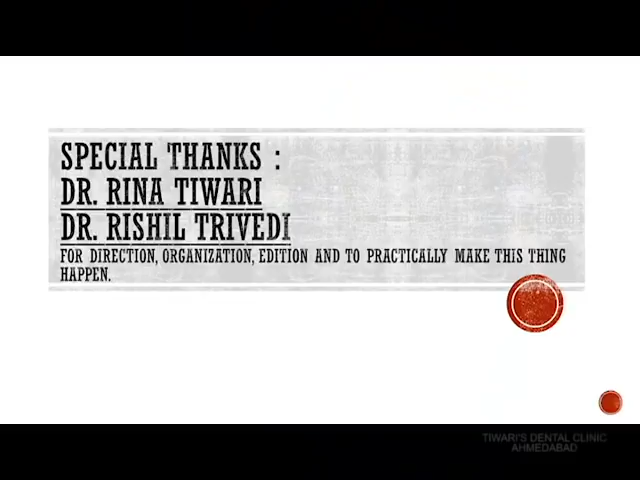 SPECIAL THANKS :
DR. RINA TIWARI
DR. RISHIL TRIVEDI
FOR DIRECTION, ORGANIZATION, EDITION AND TO PRACTICALLY MAKE THIS THING
HAPPEN.
TIWARI'S DENTAL CLINIC
AHMEDABAD